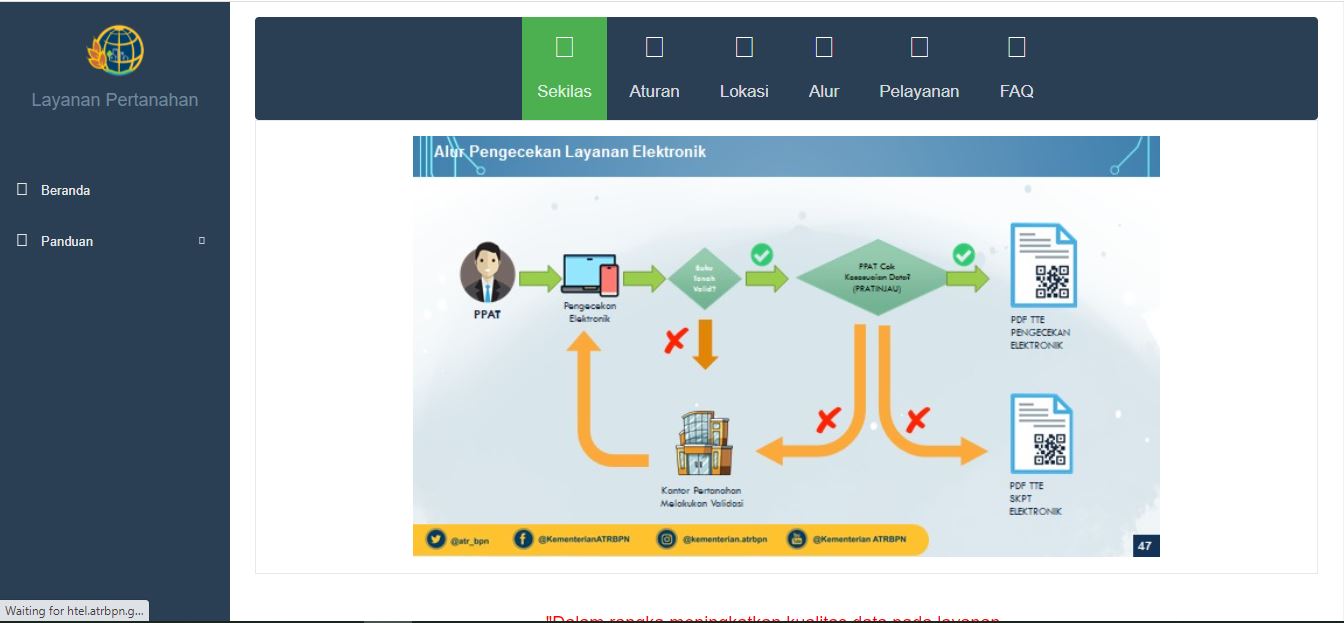 Layanan Pertanahan
Beranda
Panduan
Sekilas
Aturan
Lokasi
Alur
Pelayanan
FAQ
Alur Pengecekan Layanan Elektronik
PPAT
Pengecekan
Elektronik
Buku
Tanah
Valid?
PPAT Cek
Kesesuaian Data?
(PRATINJAU)
PDF TTE
PENGECEKAN
ELEKTRONIK
Kantor Pertanahan
Melakukan Validasi
PDF TTE
SKPT
ELEKTRONIK
@atr_bpn
@KementerianATRBPN
@kementerian.atrbpn
@Kementerian ATRBPN
47
Waiting for htel.atrbpn.g...
"Dalam rangka meningkatkan kualitas data pada layanan